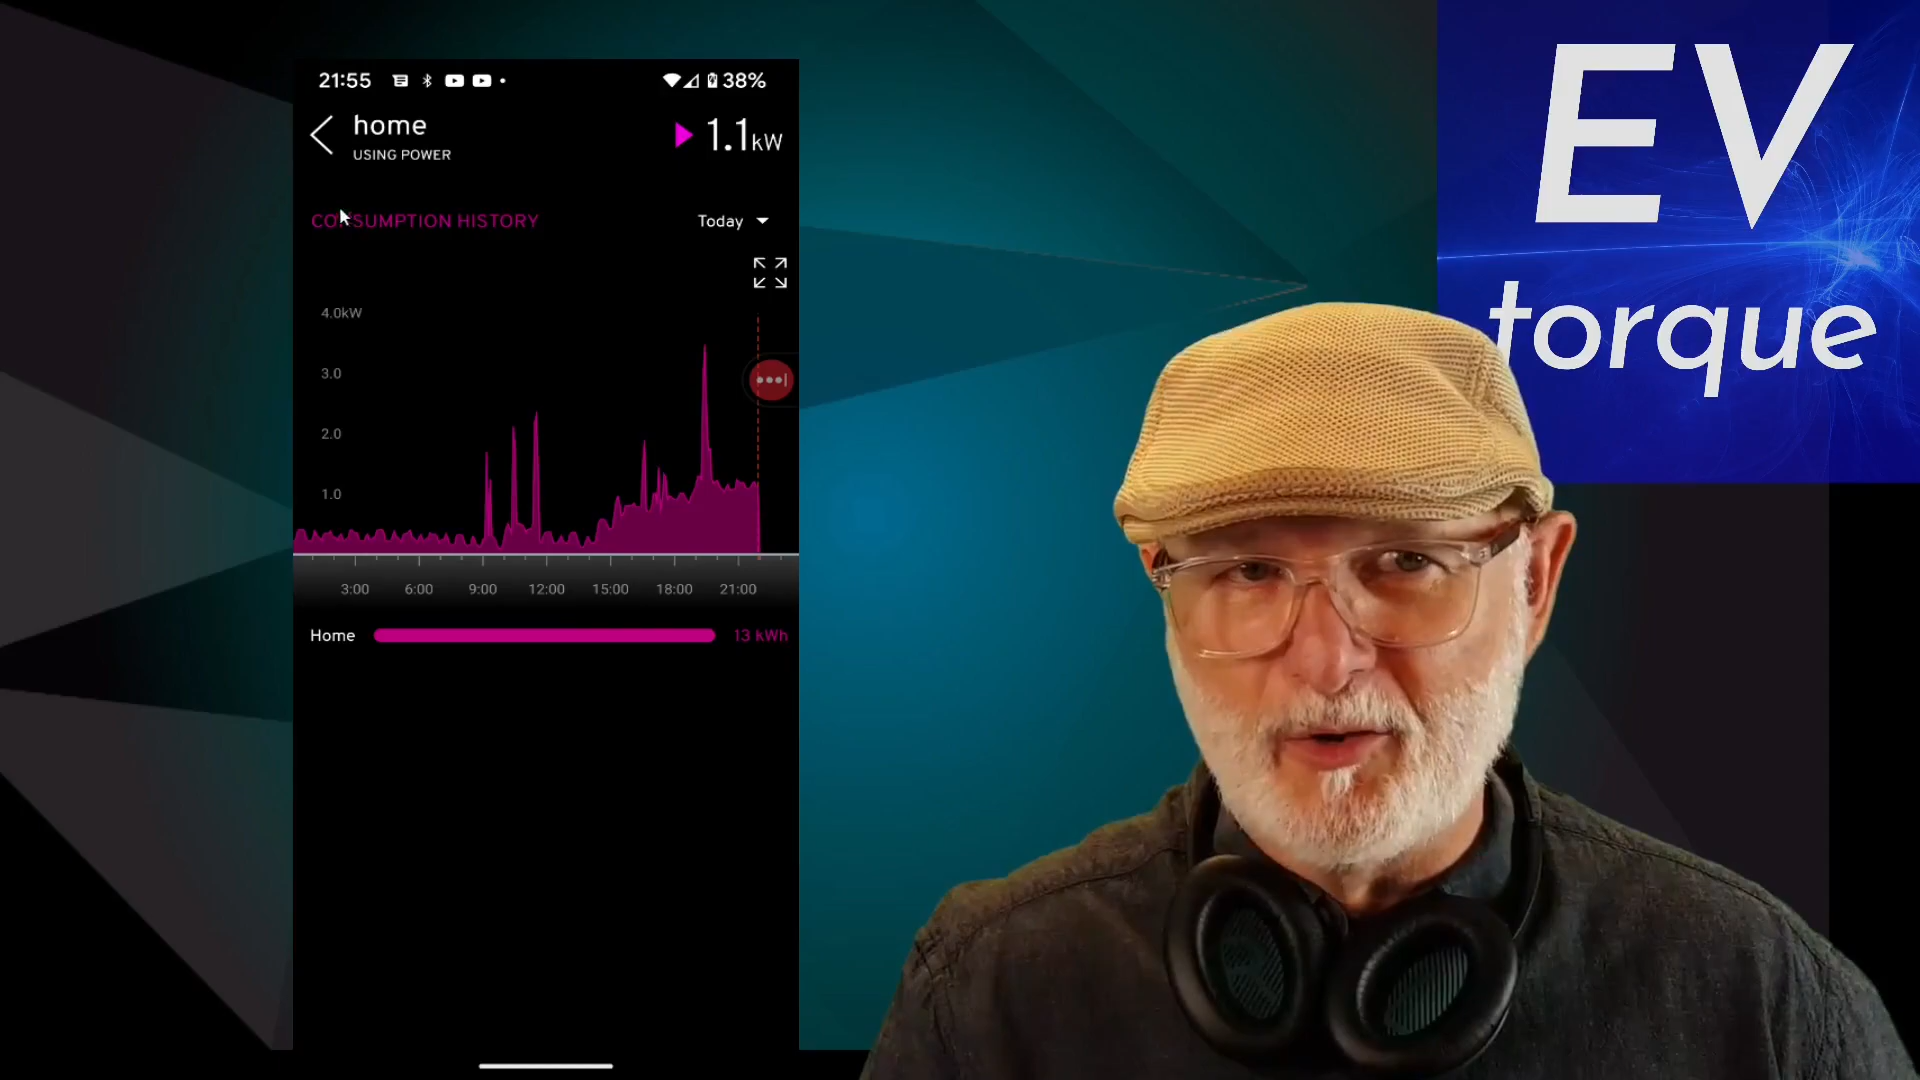 21:55 38%
home
USING POWER
1.1kW
CONSUMPTION HISTORY
Today
4.0kW
3.0
2.0
1.0
3:00 6:00 9:00 12:00 15:00 18:00 21:00
Home 13 kWh
EV
torque